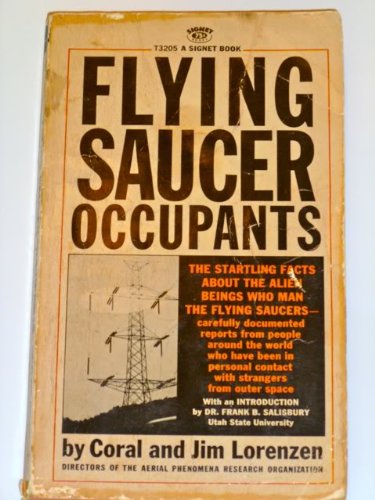 SIGNET
T3205 A SIGNET BOOK
FLYING
SAUCER
OCCUPANTS
THE STARTLING FACTS
ABOUT THE ALIEN
BEINGS WHO MAN
THE FLYING SAUCERS—
carefully documented
reports from people
around the world
who have been in
personal contact
with strangers
from outer space
With an INTRODUCTION
by DR. FRANK B. SALISBURY
Utah State University
by Coral and Jim Lorenzen
DIRECTORS OF THE AERIAL PHENOMENA RESEARCH ORGANIZATION